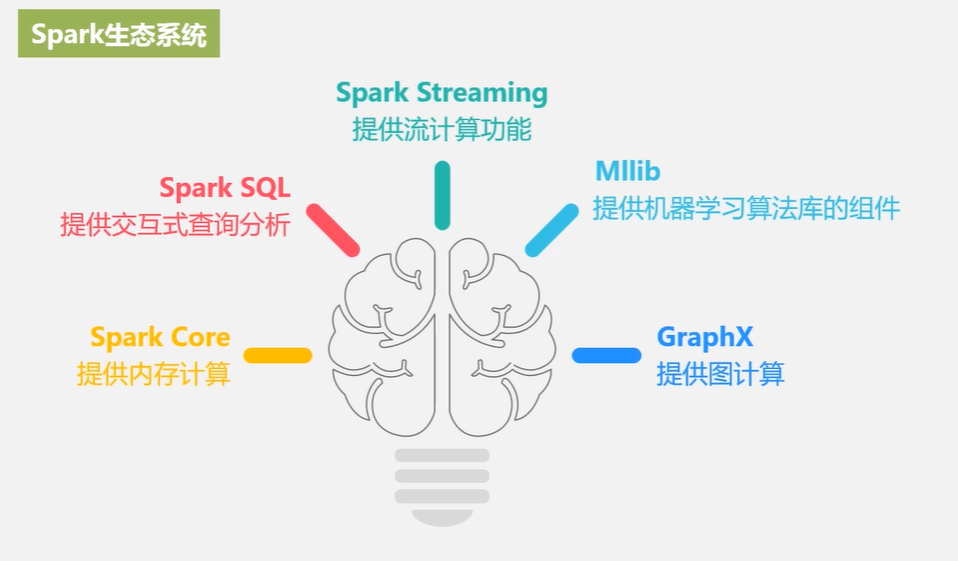 Spark生态系统
Spark Streaming
提供流计算功能
Spark SQL
提供交互式查询分析
Mllib
提供机器学习算法库的组件
Spark Core
提供内存计算
GraphX
提供图计算